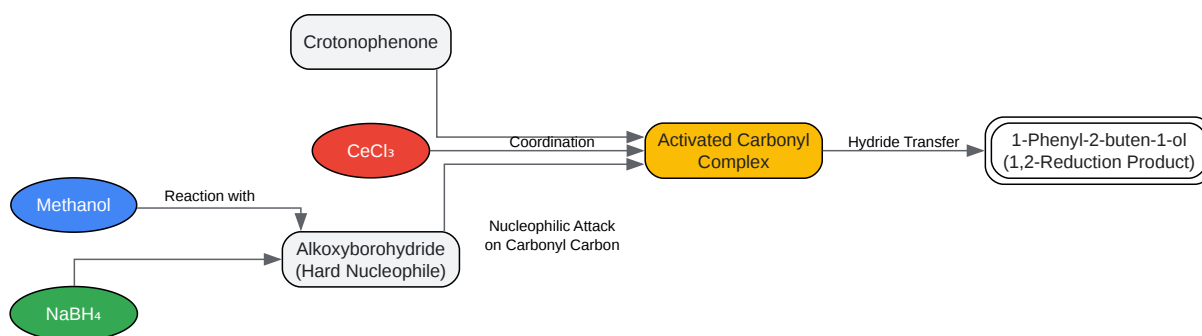 Crotonophenone
CeCl₃
Coordination
Activated Carbonyl
Complex
Hydride Transfer
1-Phenyl-2-buten-1-ol
(1,2-Reduction Product)
Methanol
Reaction with
Alkoxyborohydride
(Hard Nucleophile)
Nucleophilic Attack
on Carbonyl Carbon
NaBH₄